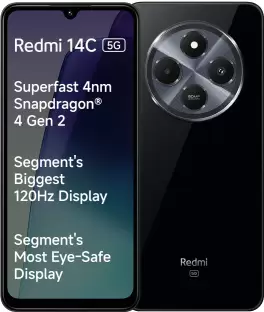 Redmi 14C 5G
Superfast 4nm
Snapdragon®
4 Gen 2
Segment's
Biggest
120Hz Display
Segment's
Most Eye-Safe
Display
Redmi
5G